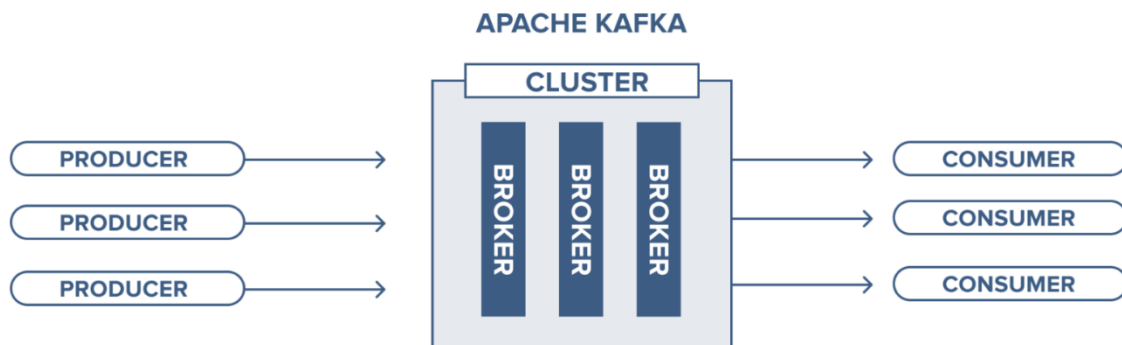 APACHE KAFKA
CLUSTER
PRODUCER
PRODUCER
PRODUCER
BROKER
BROKER
BROKER
CONSUMER
CONSUMER
CONSUMER